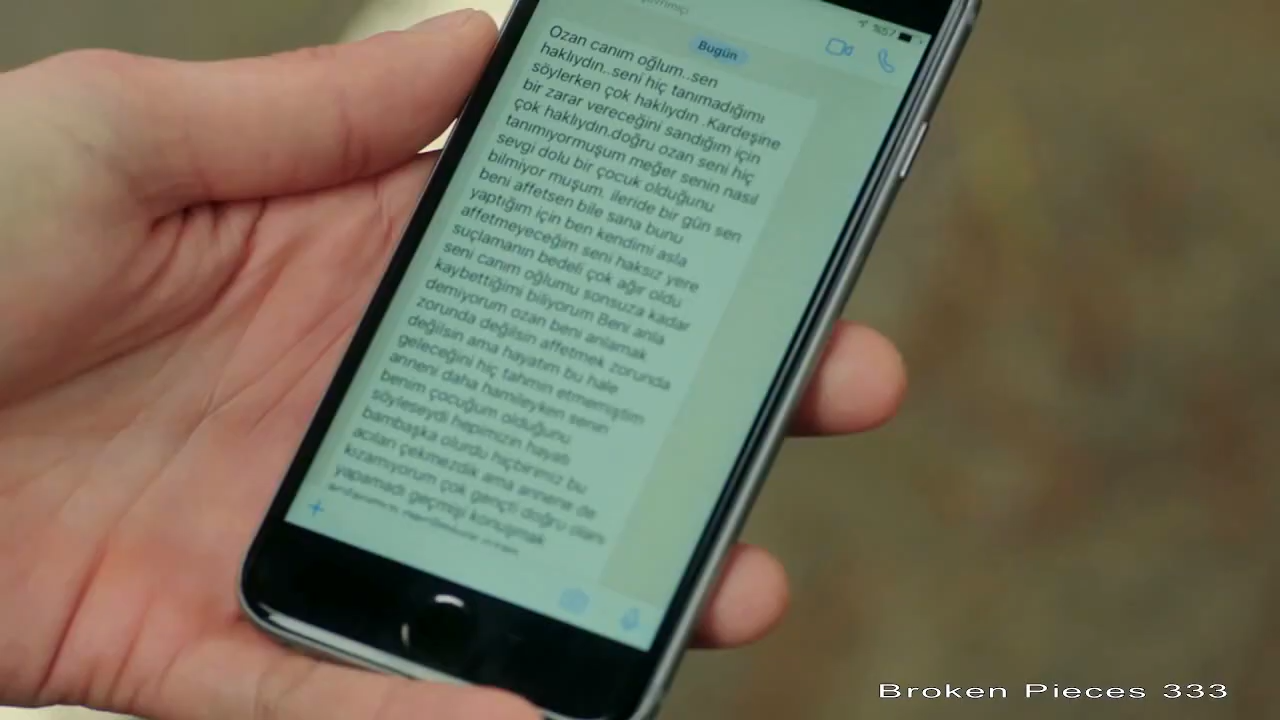 %57
Bugün
Ozan canım oğlum..sen
haklıydın..seni hiç tanımadığımı
söylerken çok haklıydın .Kardeşine
bir zarar vereceğini sandığım için
çok haklıydın.doğru ozan seni hiç
tanımıyormuşum meğer senin nasıl
sevgi dolu bir çocuk olduğunu
bilmiyor muşum. ileride bir gün sen
beni affetsen bile sana bunu
yaptığım için ben kendimi asla
affetmeyeceğim seni haksız yere
suçlamanın bedeli çok ağır oldu
seni canım oğlumu sonsuza kadar
kaybettiğimi biliyorum Beni anla
demiyorum ozan beni anlamak
zorunda değilsin affetmek zorunda
değilsin ama hayatım bu hale
geleceğini hiç tahmin etmemiştim
anneni daha hamileyken senin
benim çocuğum olduğunu
söyleseydi hepimizin hayatı
bambaşka olurdu hiçbirimiz bu
acıları çekmezdik ama annene de
kızamıyorum çok gençti doğru olanı
yapamadı geçmişi konuşmak
Broken Pieces 333